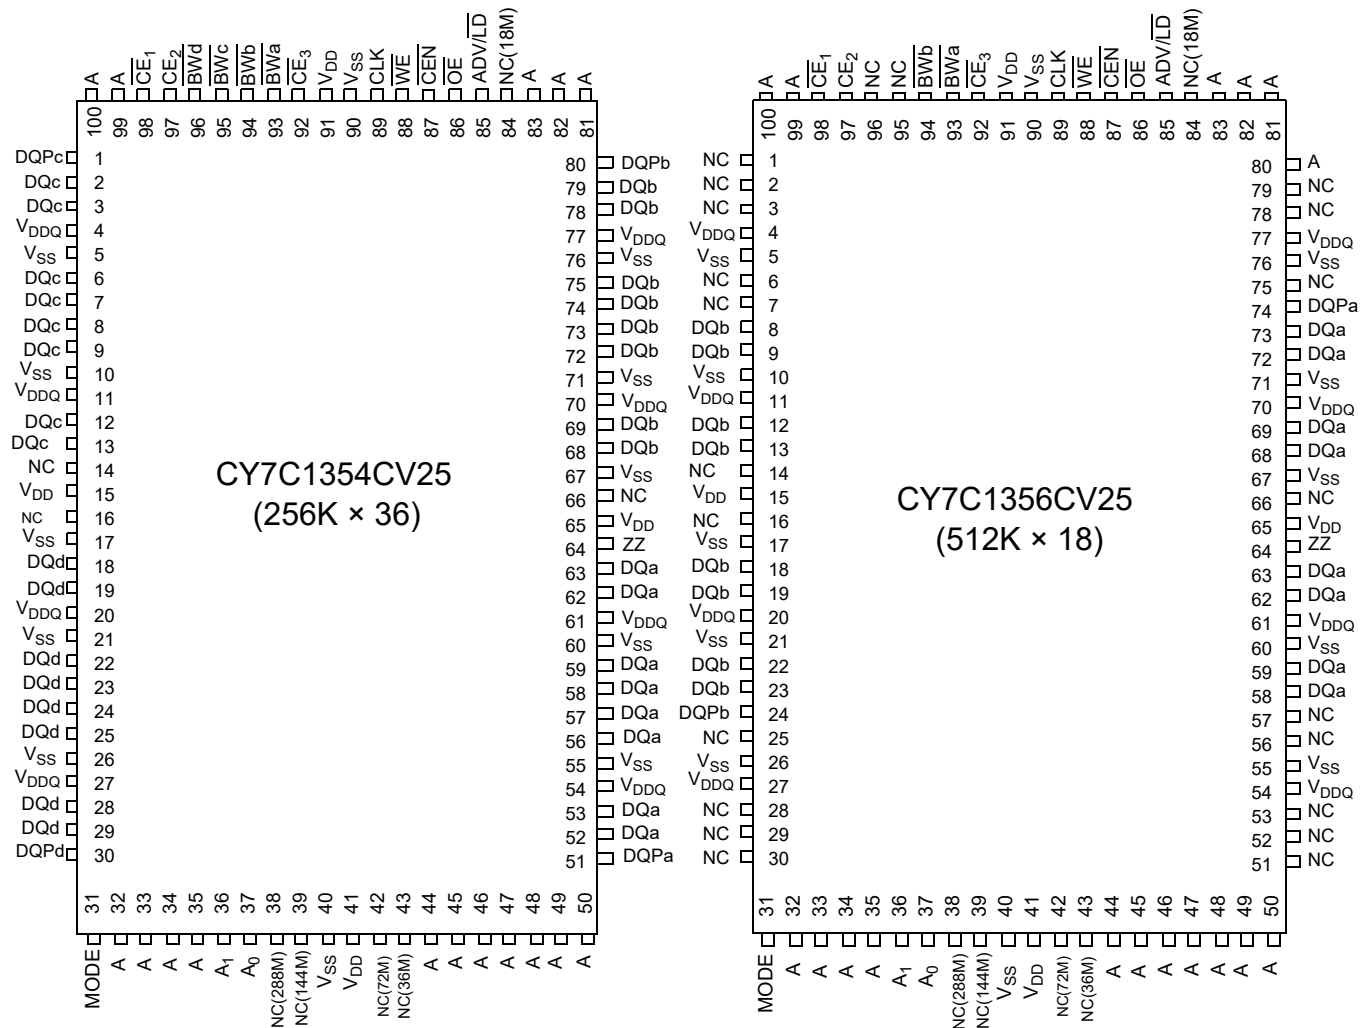 A A CE1 CE2 BWd BWc BWb BWa CE3 VDD VSS CLK WE CEN OE ADV/LD NC(18M) A A A
100 99 98 97 96 95 94 93 92 91 90 89 88 87 86 85 84 83 82 81
DQPc 1
DQc 2
DQc 3
VDDQ 4
VSS 5
DQc 6
DQc 7
DQc 8
DQc 9
VSS 10
VDDQ 11
DQc 12
DQc 13
NC 14
VDD 15
NC 16
VSS 17
DQd 18
DQd 19
VDDQ 20
VSS 21
DQd 22
DQd 23
DQd 24
DQd 25
VSS 26
VDDQ 27
DQd 28
DQd 29
DQPd 30
CY7C1354CV25
(256K × 36)
80 DQPb
79 DQb
78 DQb
77 VDDQ
76 VSS
75 DQb
74 DQb
73 DQb
72 DQb
71 VSS
70 VDDQ
69 DQb
68 DQb
67 VSS
66 NC
65 VDD
64 ZZ
63 DQa
62 DQa
61 VDDQ
60 VSS
59 DQa
58 DQa
57 DQa
56 DQa
55 VSS
54 VDDQ
53 DQa
52 DQa
51 DQPa
31 32 33 34 35 36 37 38 39 40 41 42 43 44 45 46 47 48 49 50
MODE A A A A A1 A0 NC(288M) NC(144M) VSS VDD NC(72M) NC(36M) A A A A A A A
A A CE1 CE2 NC NC BWb BWa CE3 VDD VSS CLK WE CEN OE ADV/LD NC(18M) A A A
100 99 98 97 96 95 94 93 92 91 90 89 88 87 86 85 84 83 82 81
NC 1
NC 2
NC 3
VDDQ 4
VSS 5
NC 6
NC 7
DQb 8
DQb 9
VSS 10
VDDQ 11
DQb 12
DQb 13
NC 14
VDD 15
NC 16
VSS 17
DQb 18
DQb 19
VDDQ 20
VSS 21
DQb 22
DQb 23
DQPb 24
NC 25
VSS 26
VDDQ 27
NC 28
NC 29
NC 30
CY7C1356CV25
(512K × 18)
80 A
79 NC
78 NC
77 VDDQ
76 VSS
75 NC
74 DQPa
73 DQa
72 DQa
71 VSS
70 VDDQ
69 DQa
68 DQa
67 VSS
66 NC
65 VDD
64 ZZ
63 DQa
62 DQa
61 VDDQ
60 VSS
59 DQa
58 DQa
57 NC
56 NC
55 VSS
54 VDDQ
53 NC
52 NC
51 NC
31 32 33 34 35 36 37 38 39 40 41 42 43 44 45 46 47 48 49 50
MODE A A A A A1 A0 NC(288M) NC(144M) VSS VDD NC(72M) NC(36M) A A A A A A A